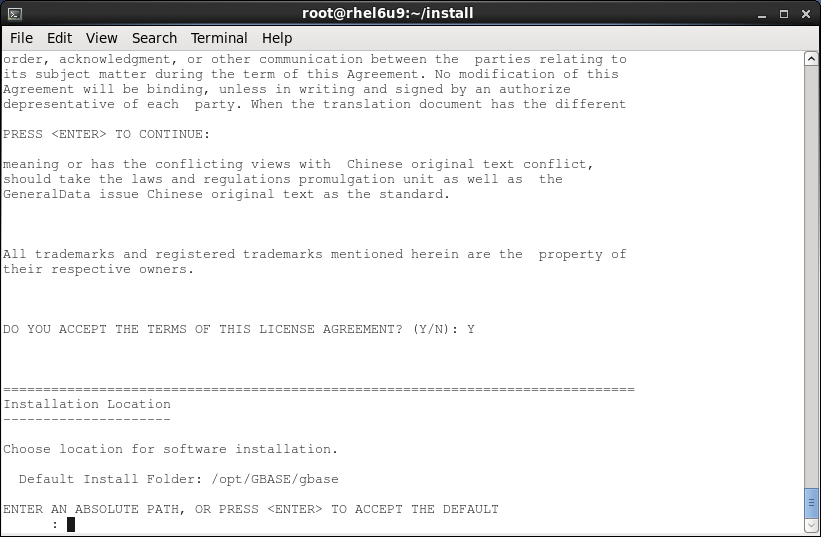 root@rhel6u9:~/install
File Edit View Search Terminal Help
order, acknowledgment, or other communication between the  parties relating to
its subject matter during the term of this Agreement. No modification of this
Agreement will be binding, unless in writing and signed by an authorize
depresentative of each  party. When the translation document has the different
PRESS <ENTER> TO CONTINUE:
meaning or has the conflicting views with  Chinese original text conflict,
should take the laws and regulations promulgation unit as well as  the
GeneralData issue Chinese original text as the standard.
All trademarks and registered trademarks mentioned herein are the  property of
their respective owners.
DO YOU ACCEPT THE TERMS OF THIS LICENSE AGREEMENT? (Y/N): Y
===============================================================================
Installation Location
---------------------
Choose location for software installation.
  Default Install Folder: /opt/GBASE/gbase
ENTER AN ABSOLUTE PATH, OR PRESS <ENTER> TO ACCEPT THE DEFAULT
      :